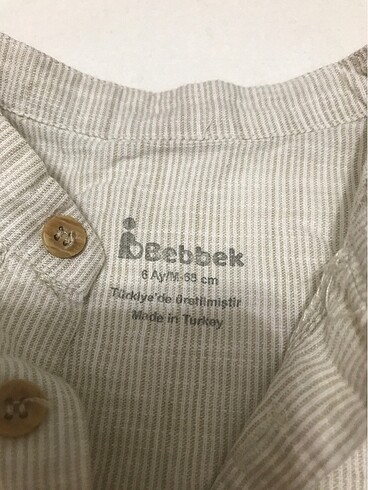 Bebbek
6 Ay/M-68 cm
Türkiye'de üretilmiştir
Made in Turkey